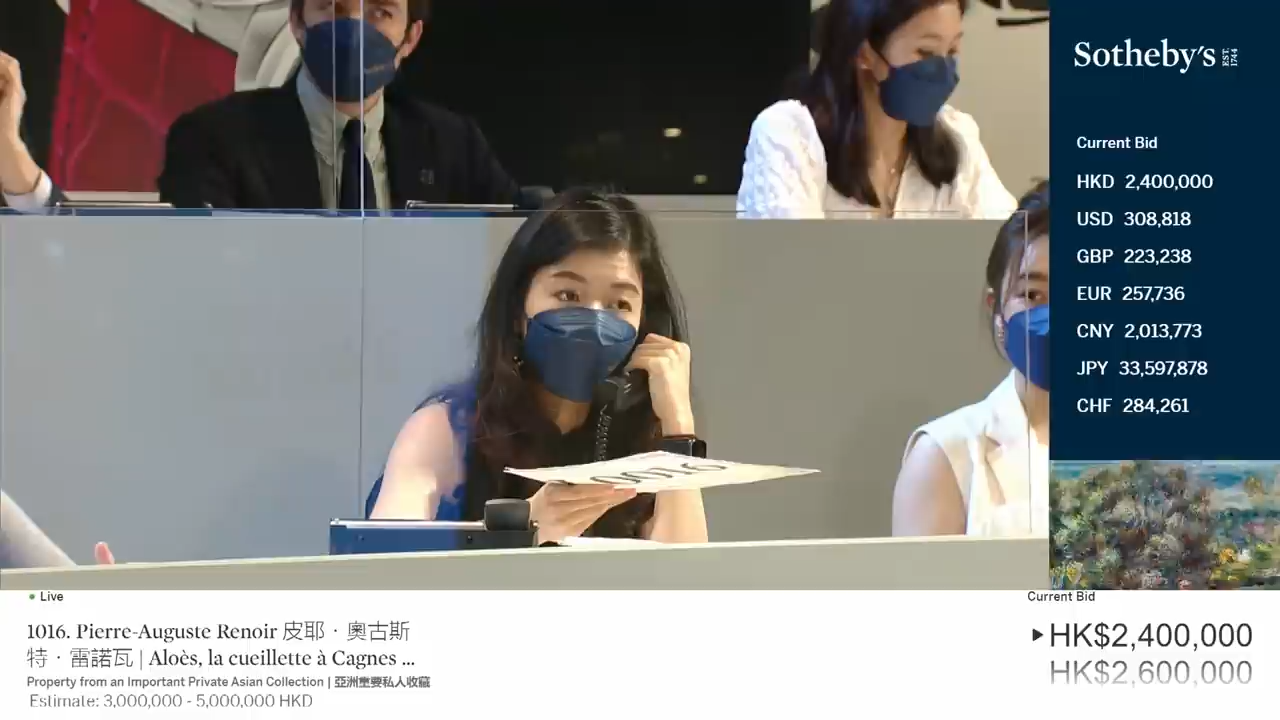 Sotheby's EST. 1744
Current Bid
HKD 2,400,000
USD 308,818
GBP 223,238
EUR 257,736
CNY 2,013,773
JPY 33,597,878
CHF 284,261
0016
Live
Current Bid
1016. Pierre-Auguste Renoir 皮耶‧奧古斯
特‧雷諾瓦 | Aloès, la cueillette à Cagnes ...
Property from an Important Private Asian Collection | 亞洲重要私人收藏
Estimate: 3,000,000 - 5,000,000 HKD
HK$2,400,000
HK$2,600,000